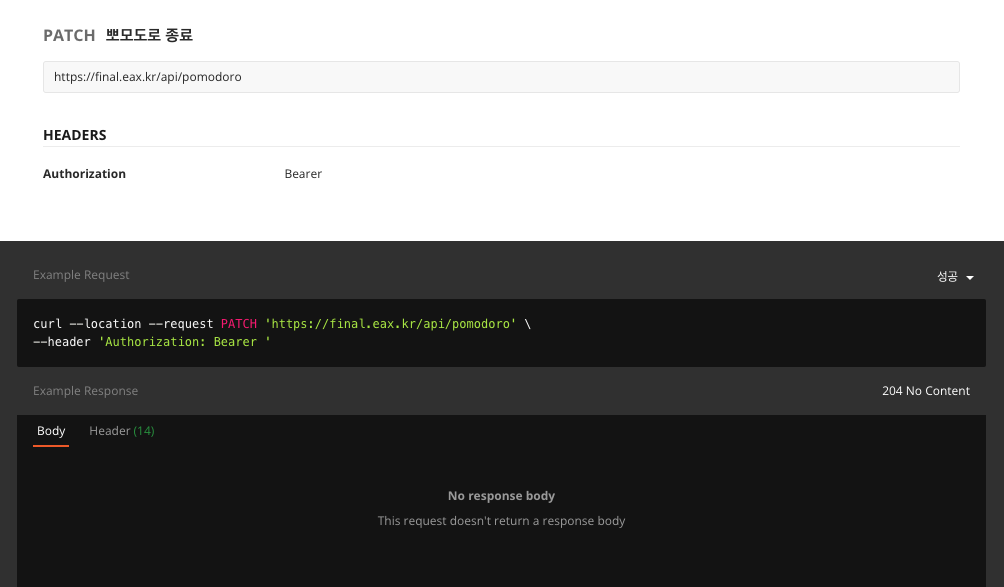 PATCH 뽀모도로 종료
https://final.eax.kr/api/pomodoro
HEADERS
Authorization Bearer
Example Request 성공
curl --location --request PATCH 'https://final.eax.kr/api/pomodoro' \
--header 'Authorization: Bearer '
Example Response 204 No Content
Body Header (14)
No response body
This request doesn't return a response body